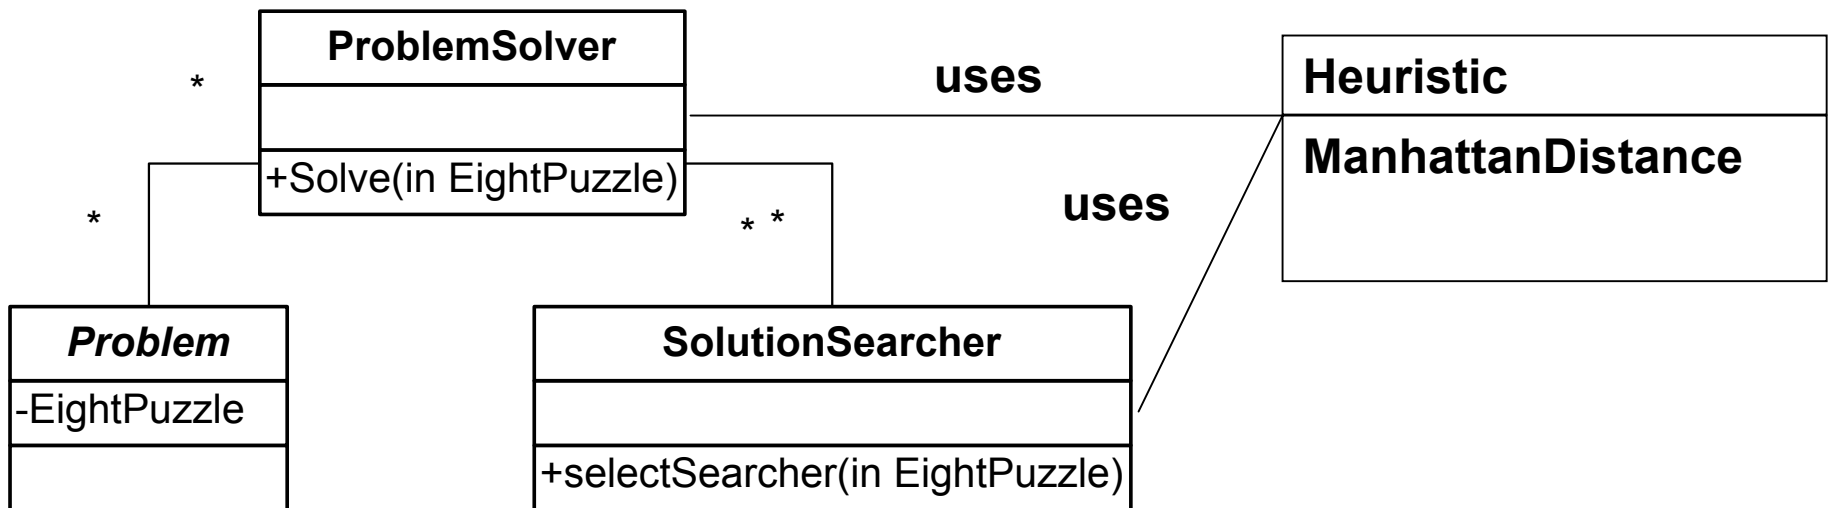 ProblemSolver
*
+Solve(in EightPuzzle)
uses
Heuristic
ManhattanDistance
uses
*
* *
Problem
-EightPuzzle
SolutionSearcher
+selectSearcher(in EightPuzzle)